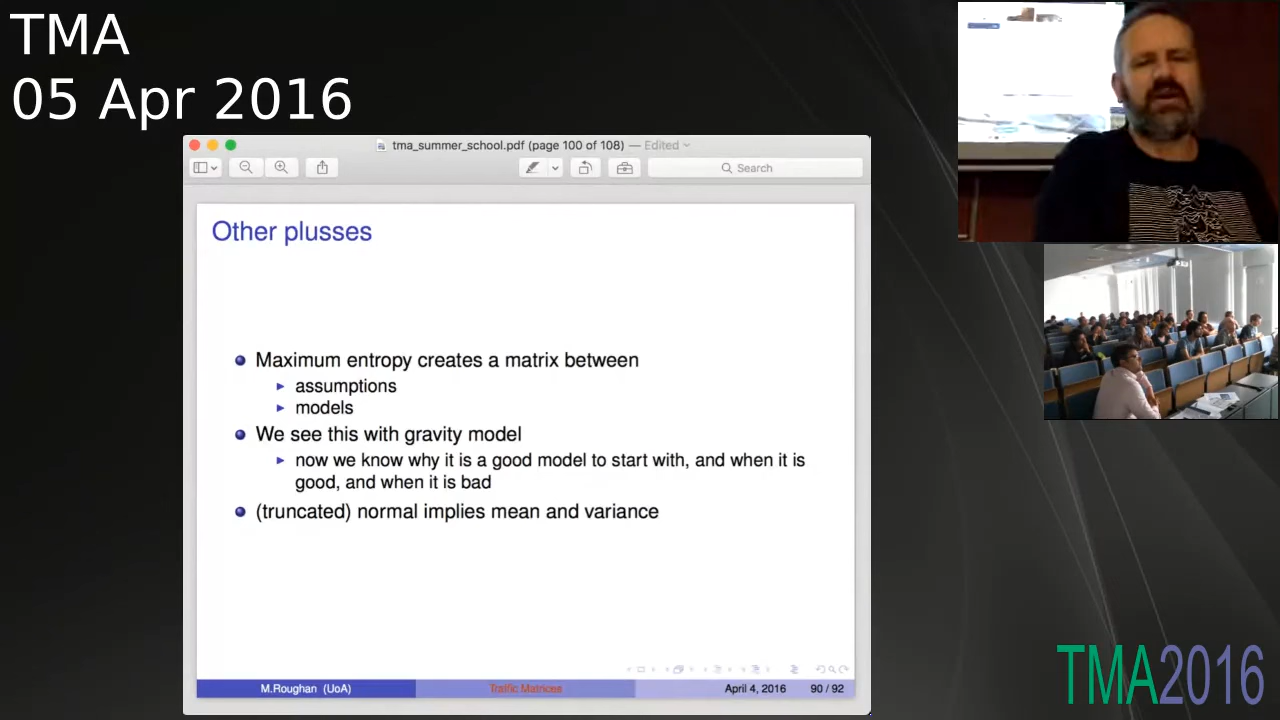 TMA
05 Apr 2016
tma_summer_school.pdf (page 100 of 108) — Edited
Search
Other plusses
Maximum entropy creates a matrix between
assumptions
models
We see this with gravity model
now we know why it is a good model to start with, and when it is
good, and when it is bad
(truncated) normal implies mean and variance
M.Roughan (UoA)
Traffic Matrices
April 4, 2016
90 / 92
TMA2016